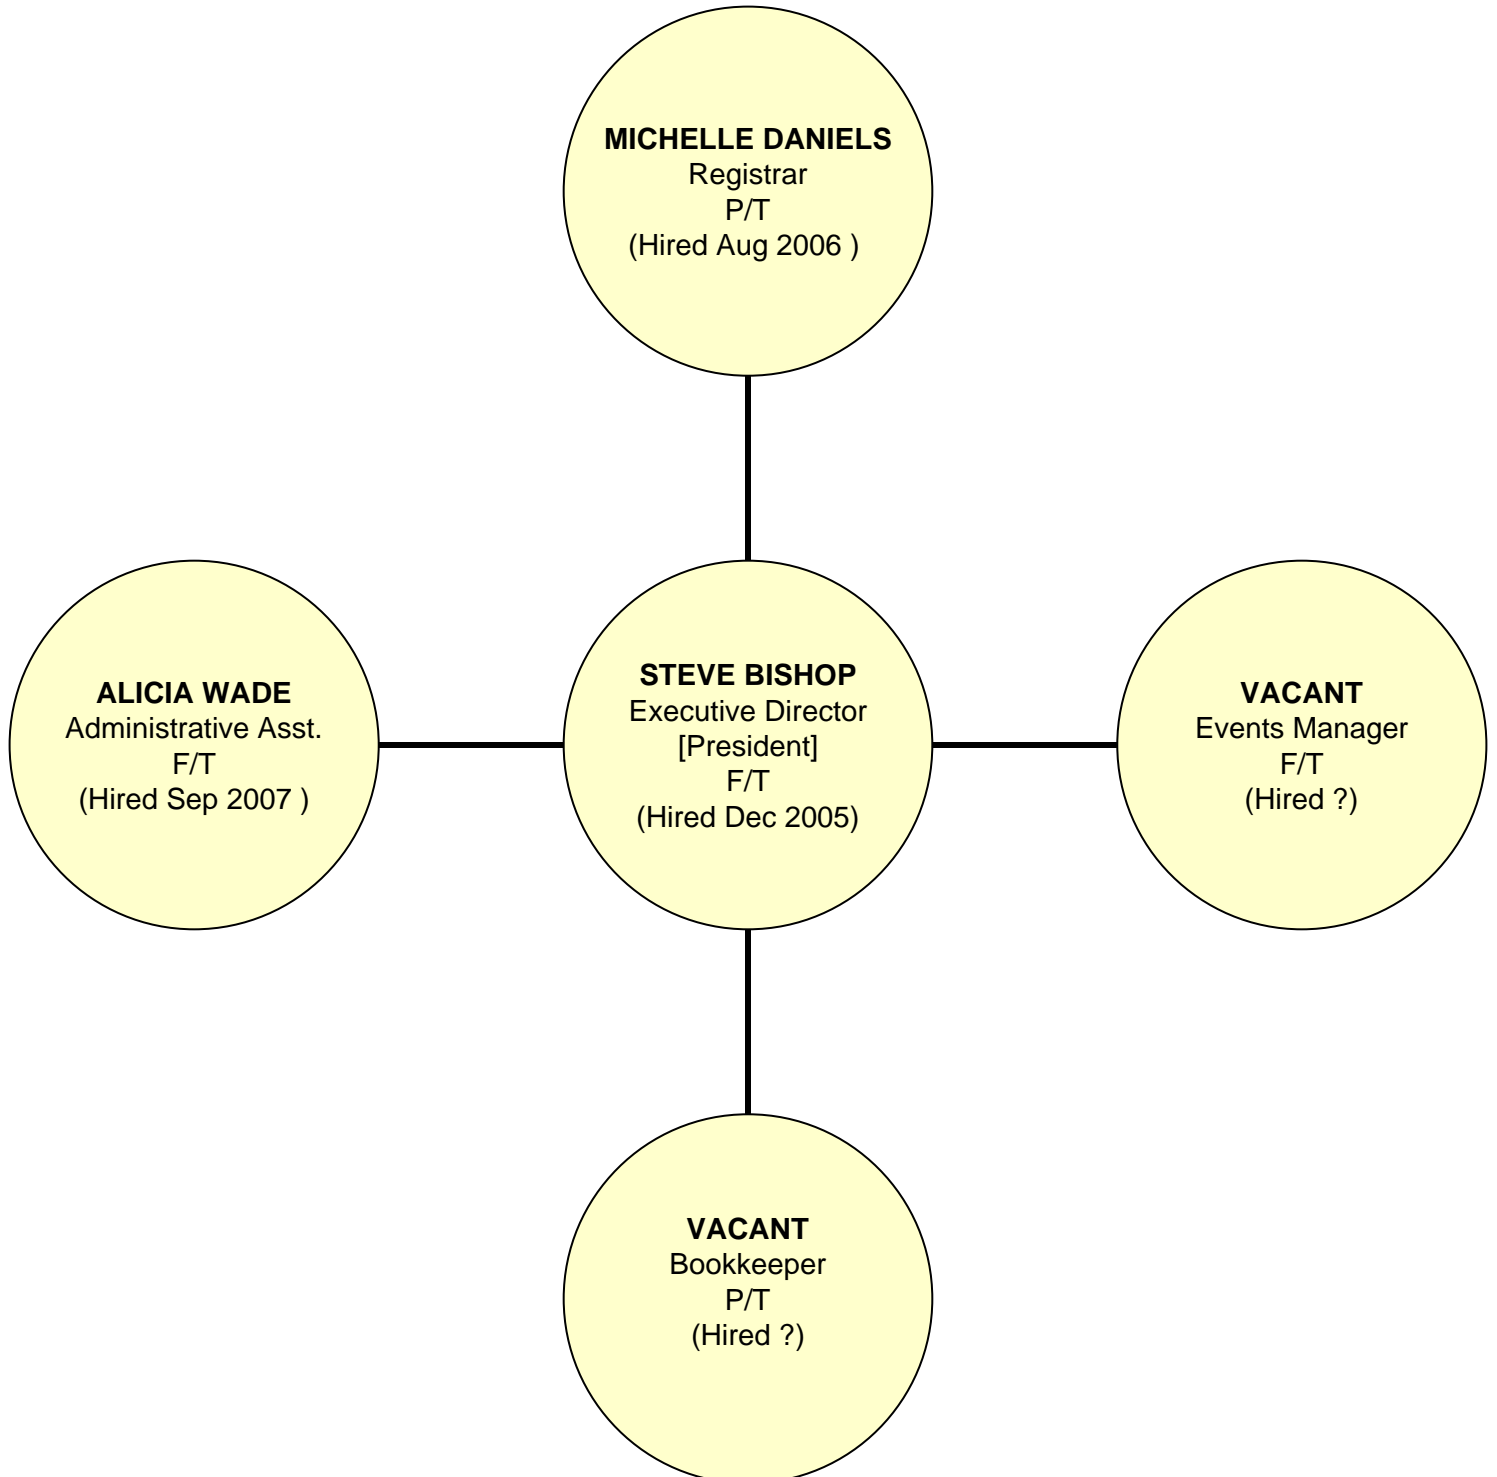 MICHELLE DANIELS
Registrar
P/T
(Hired Aug 2006 )
ALICIA WADE
Administrative Asst.
F/T
(Hired Sep 2007 )
STEVE BISHOP
Executive Director
[President]
F/T
(Hired Dec 2005)
VACANT
Events Manager
F/T
(Hired ?)
VACANT
Bookkeeper
P/T
(Hired ?)